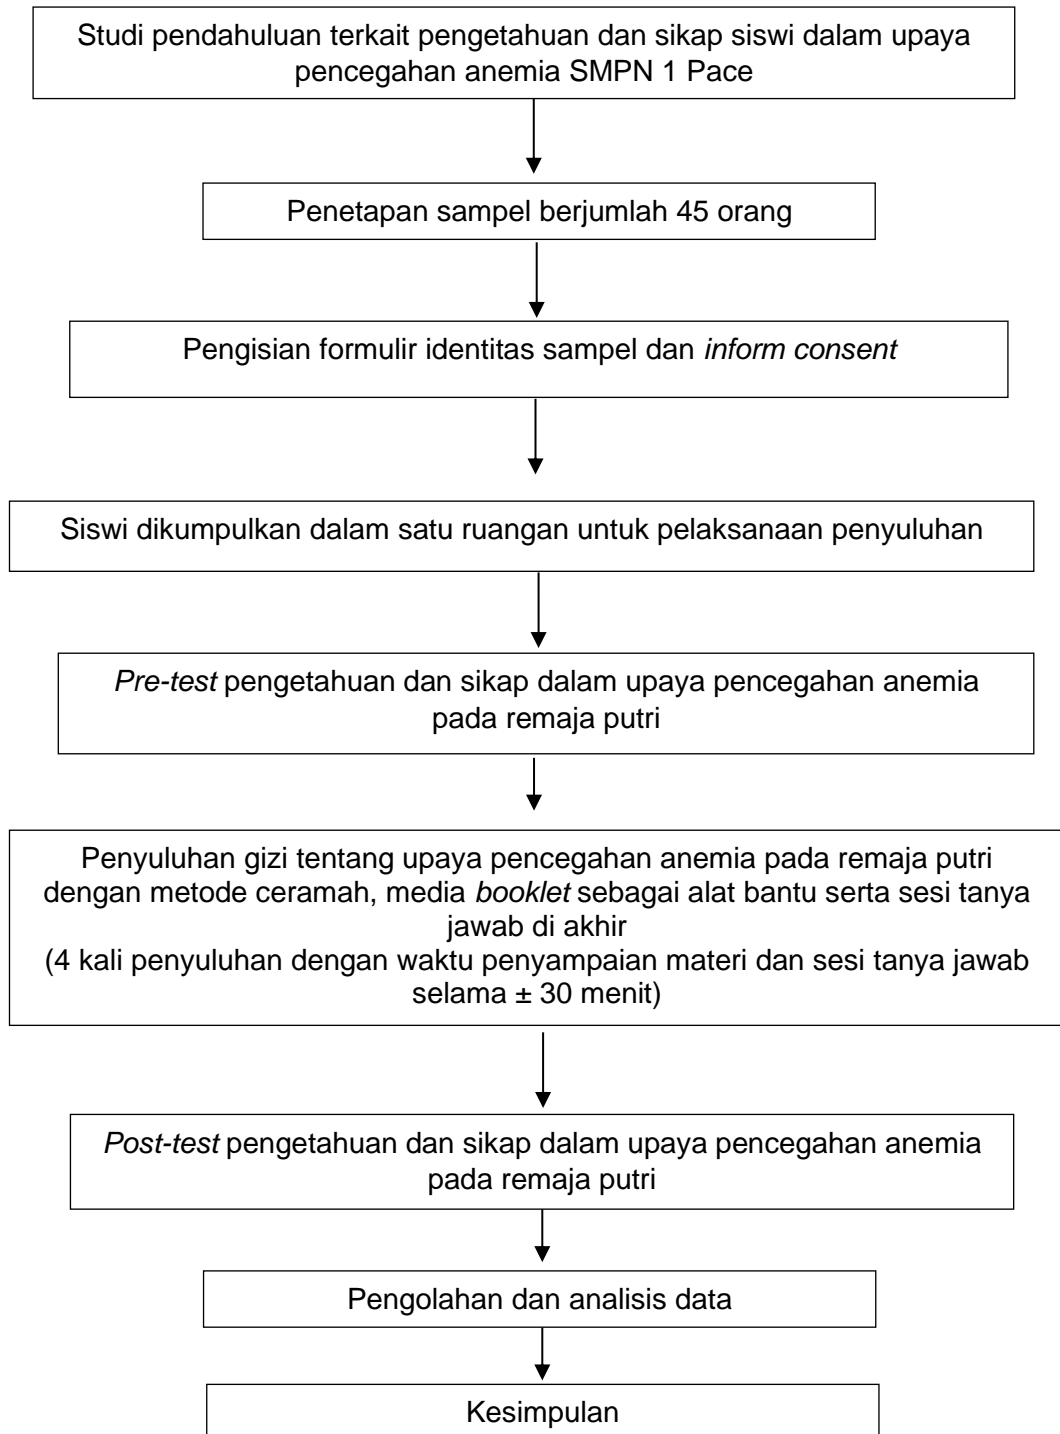 Studi pendahuluan terkait pengetahuan dan sikap siswi dalam upaya
pencegahan anemia SMPN 1 Pace
Penetapan sampel berjumlah 45 orang
Pengisian formulir identitas sampel dan inform consent
Siswi dikumpulkan dalam satu ruangan untuk pelaksanaan penyuluhan
Pre-test pengetahuan dan sikap dalam upaya pencegahan anemia
pada remaja putri
Penyuluhan gizi tentang upaya pencegahan anemia pada remaja putri
dengan metode ceramah, media booklet sebagai alat bantu serta sesi tanya
jawab di akhir
(4 kali penyuluhan dengan waktu penyampaian materi dan sesi tanya jawab
selama ± 30 menit)
Post-test pengetahuan dan sikap dalam upaya pencegahan anemia
pada remaja putri
Pengolahan dan analisis data
Kesimpulan